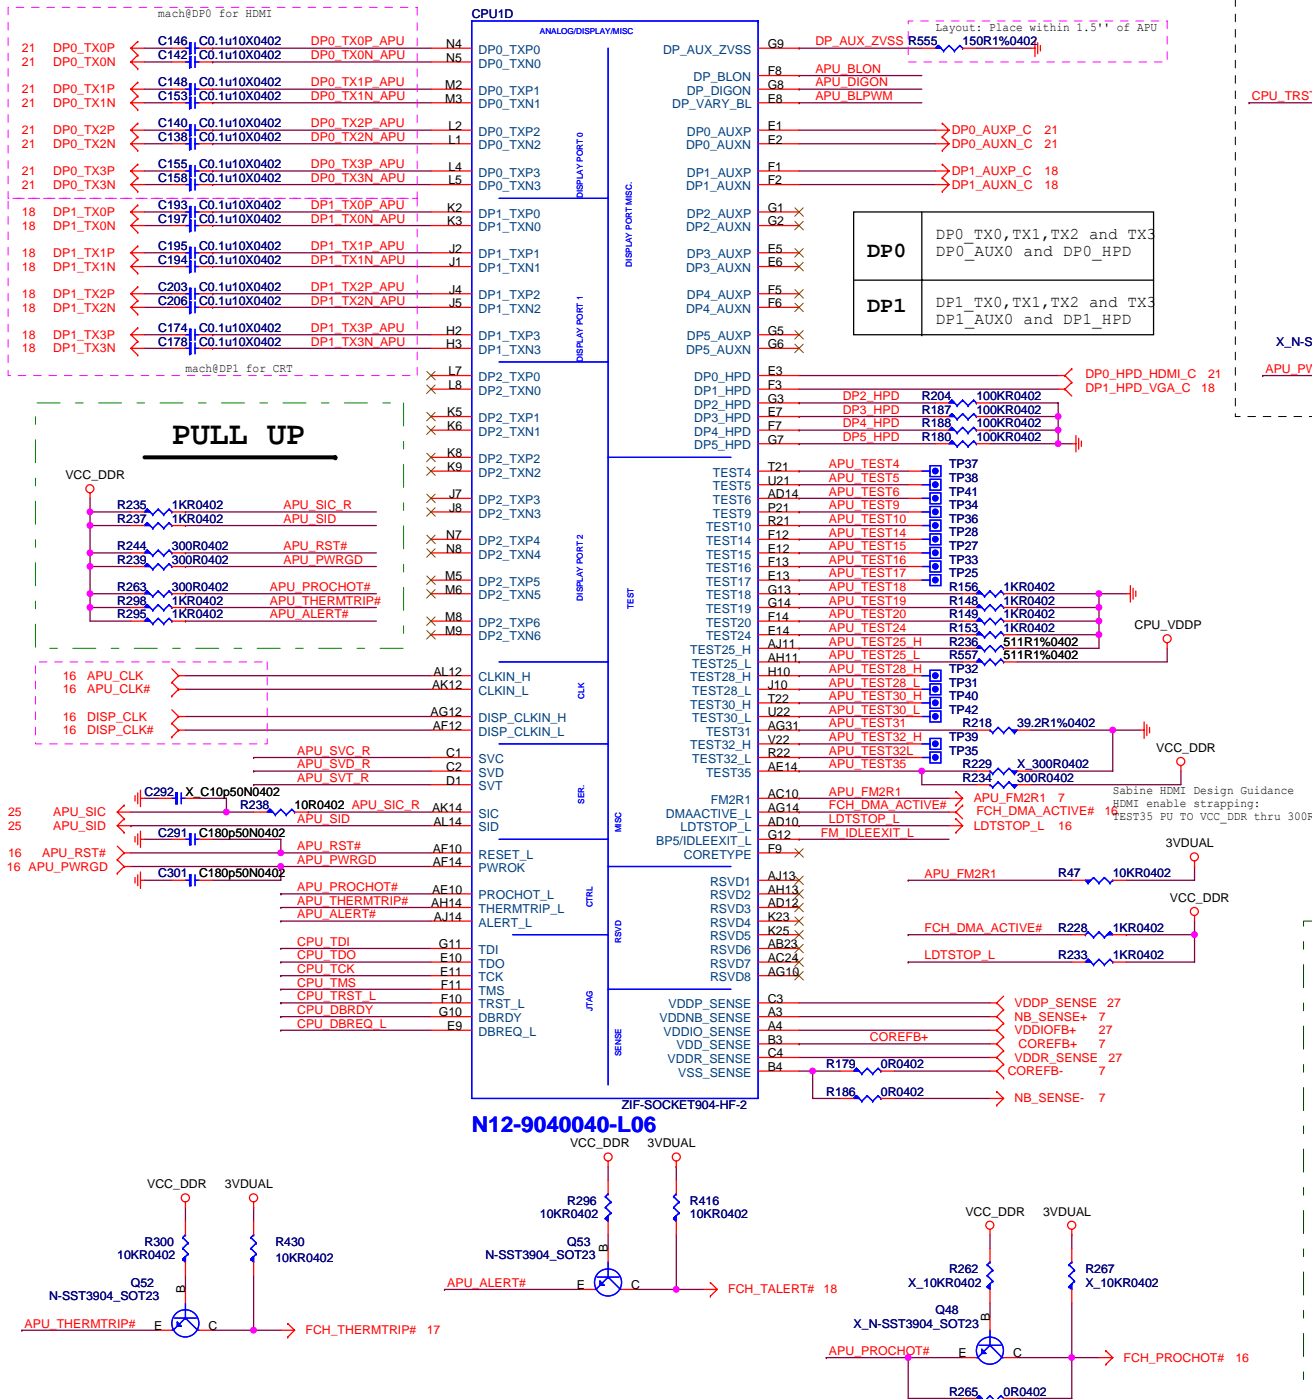 mach@DP0 for HDMI
21 DP0_TX0P C146 C0.1u10X0402 DP0_TX0P_APU N4
21 DP0_TX0N C142 C0.1u10X0402 DP0_TX0N_APU N5
21 DP0_TX1P C148 C0.1u10X0402 DP0_TX1P_APU M2
21 DP0_TX1N C153 C0.1u10X0402 DP0_TX1N_APU M3
21 DP0_TX2P C140 C0.1u10X0402 DP0_TX2P_APU L2
21 DP0_TX2N C138 C0.1u10X0402 DP0_TX2N_APU L1
21 DP0_TX3P C155 C0.1u10X0402 DP0_TX3P_APU L4
21 DP0_TX3N C158 C0.1u10X0402 DP0_TX3N_APU L5
18 DP1_TX0P C193 C0.1u10X0402 DP1_TX0P_APU K2
18 DP1_TX0N C197 C0.1u10X0402 DP1_TX0N_APU K3
18 DP1_TX1P C195 C0.1u10X0402 DP1_TX1P_APU J2
18 DP1_TX1N C194 C0.1u10X0402 DP1_TX1N_APU J1
18 DP1_TX2P C203 C0.1u10X0402 DP1_TX2P_APU J4
18 DP1_TX2N C206 C0.1u10X0402 DP1_TX2N_APU J5
18 DP1_TX3P C174 C0.1u10X0402 DP1_TX3P_APU H2
18 DP1_TX3N C178 C0.1u10X0402 DP1_TX3N_APU H3
mach@DP1 for CRT
L7
L8
K5
K6
K8
K9
J7
J8
N7
N8
M5
M6
M8
M9
PULL UP
VCC_DDR
R235 1KR0402 APU_SIC_R
R237 1KR0402 APU_SID
R244 300R0402 APU_RST#
R239 300R0402 APU_PWRGD
R263 300R0402 APU_PROCHOT#
R298 1KR0402 APU_THERMTRIP#
R295 1KR0402 APU_ALERT#
16 APU_CLK AL12
16 APU_CLK# AK12
16 DISP_CLK AG12
16 DISP_CLK# AF12
APU_SVC_R C1
APU_SVD_R C2
APU_SVT_R D1
C292 X_C10p50N0402
R238 10R0402
25 APU_SIC APU_SIC_R AK14
25 APU_SID APU_SID AL14
C291 C180p50N0402
16 APU_RST# APU_RST# AF10
16 APU_PWRGD APU_PWRGD AF14
C301 C180p50N0402
APU_PROCHOT# AE10
APU_THERMTRIP# AH14
APU_ALERT# AJ14
CPU_TDI G11
CPU_TDO E10
CPU_TCK E11
CPU_TMS F11
CPU_TRST_L F10
CPU_DBRDY G10
CPU_DBREQ_L E9
CPU1D
ANALOG/DISPLAY/MISC
DP0_TXP0
DP0_TXN0
DP0_TXP1
DP0_TXN1
DP0_TXP2
DP0_TXN2
DP0_TXP3
DP0_TXN3
DP1_TXP0
DP1_TXN0
DP1_TXP1
DP1_TXN1
DP1_TXP2
DP1_TXN2
DP1_TXP3
DP1_TXN3
DP2_TXP0
DP2_TXN0
DP2_TXP1
DP2_TXN1
DP2_TXP2
DP2_TXN2
DP2_TXP3
DP2_TXN3
DP2_TXP4
DP2_TXN4
DP2_TXP5
DP2_TXN5
DP2_TXP6
DP2_TXN6
CLKIN_H
CLKIN_L
DISP_CLKIN_H
DISP_CLKIN_L
SVC
SVD
SVT
SIC
SID
RESET_L
PWROK
PROCHOT_L
THERMTRIP_L
ALERT_L
TDI
TDO
TCK
TMS
TRST_L
DBRDY
DBREQ_L
DISPLAY PORT 0
DISPLAY PORT 1
DISPLAY PORT 2
CLK
SER.
CTRL
JTAG
DISPLAY PORT MISC.
TEST
MISC
RSVD
SENSE
Layout: Place within 1.5'' of APU
DP_AUX_ZVSS G9 DP_AUX_ZVSS R555 150R1%0402
DP_BLON F8 APU_BLON
DP_DIGON G8 APU_DIGON
DP_VARY_BL E8 APU_BLPWM
DP0_AUXP E1 DP0_AUXP_C 21
DP0_AUXN E2 DP0_AUXN_C 21
DP1_AUXP F1 DP1_AUXP_C 18
DP1_AUXN F2 DP1_AUXN_C 18
DP2_AUXP G1
DP2_AUXN G2
DP3_AUXP E5
DP3_AUXN E6
DP4_AUXP F5
DP4_AUXN F6
DP5_AUXP G5
DP5_AUXN G6
DP0 DP0_TX0,TX1,TX2 and TX3
DP0_AUX0 and DP0_HPD
DP1 DP1_TX0,TX1,TX2 and TX3
DP1_AUX0 and DP1_HPD
DP0_HPD E3 DP0_HPD_HDMI_C 21
DP1_HPD F3 DP1_HPD_VGA_C 18
DP2_HPD G3 DP2_HPD R204 100KR0402
DP3_HPD E7 DP3_HPD R187 100KR0402
DP4_HPD F7 DP4_HPD R188 100KR0402
DP5_HPD G7 DP5_HPD R180 100KR0402
TEST4 T21 APU_TEST4 TP37
TEST5 U21 APU_TEST5 TP38
TEST6 AD14 APU_TEST6 TP41
TEST9 P21 APU_TEST9 TP34
TEST10 R21 APU_TEST10 TP36
TEST14 F12 APU_TEST14 TP28
TEST15 E12 APU_TEST15 TP27
TEST16 F13 APU_TEST16 TP33
TEST17 E13 APU_TEST17 TP25
TEST18 G13 APU_TEST18 R156 1KR0402
TEST19 G14 APU_TEST19 R148 1KR0402
TEST20 F14 APU_TEST20 R149 1KR0402
TEST24 E14 APU_TEST24 R153 1KR0402
CPU_VDDP
TEST25_H AJ11 APU_TEST25_H R236 511R1%0402
TEST25_L AH11 APU_TEST25_L R557 511R1%0402
TEST28_H H10 APU_TEST28_H TP32
TEST28_L J10 APU_TEST28_L TP31
TEST30_H T22 APU_TEST30_H TP40
TEST30_L U22 APU_TEST30_L TP42
TEST31 AG31 APU_TEST31 R218 39.2R1%0402
TEST32_H V22 APU_TEST32_H TP39
TEST32_L R22 APU_TEST32L TP35
TEST35 AE14 APU_TEST35 R229 X_300R0402
R234 300R0402
VCC_DDR
FM2R1 AC10 APU_FM2R1 APU_FM2R1 7
DMAACTIVE_L AG14 FCH_DMA_ACTIVE# FCH_DMA_ACTIVE# 16
LDTSTOP_L AD10 LDTSTOP_L LDTSTOP_L 16
BP5/IDLEEXIT_L G12 FM_IDLEEXIT_L
CORETYPE F9
Sabine HDMI Design Guidance
HDMI enable strapping:
TEST35 PU TO VCC_DDR thru 300R
RSVD1 AJ13
RSVD2 AH13
RSVD3 AD12
RSVD4 K23
RSVD5 K25
RSVD6 AB23
RSVD7 AC24
RSVD8 AG10
3VDUAL
APU_FM2R1 R47 10KR0402
VCC_DDR
FCH_DMA_ACTIVE# R228 1KR0402
LDTSTOP_L R233 1KR0402
VDDP_SENSE C3 VDDP_SENSE 27
VDDNB_SENSE A3 NB_SENSE+ 7
VDDIO_SENSE A4 VDDIOFB+ 27
VDD_SENSE B3 COREFB+ COREFB+ 7
VDDR_SENSE C4 VDDR_SENSE 27
VSS_SENSE B4 R179 0R0402 COREFB- 7
R186 0R0402 NB_SENSE- 7
ZIF-SOCKET904-HF-2
N12-9040040-L06
CPU_TRST
X_N-S
APU_PW
VCC_DDR 3VDUAL
R300 10KR0402
R430 10KR0402
Q52
N-SST3904_SOT23
B
APU_THERMTRIP# E C FCH_THERMTRIP# 17
VCC_DDR 3VDUAL
R296 10KR0402
R416 10KR0402
Q53
N-SST3904_SOT23
B
APU_ALERT# E C FCH_TALERT# 18
VCC_DDR 3VDUAL
R262 X_10KR0402
R267 X_10KR0402
Q48
X_N-SST3904_SOT23
B
APU_PROCHOT# E C FCH_PROCHOT# 16
R265 0R0402